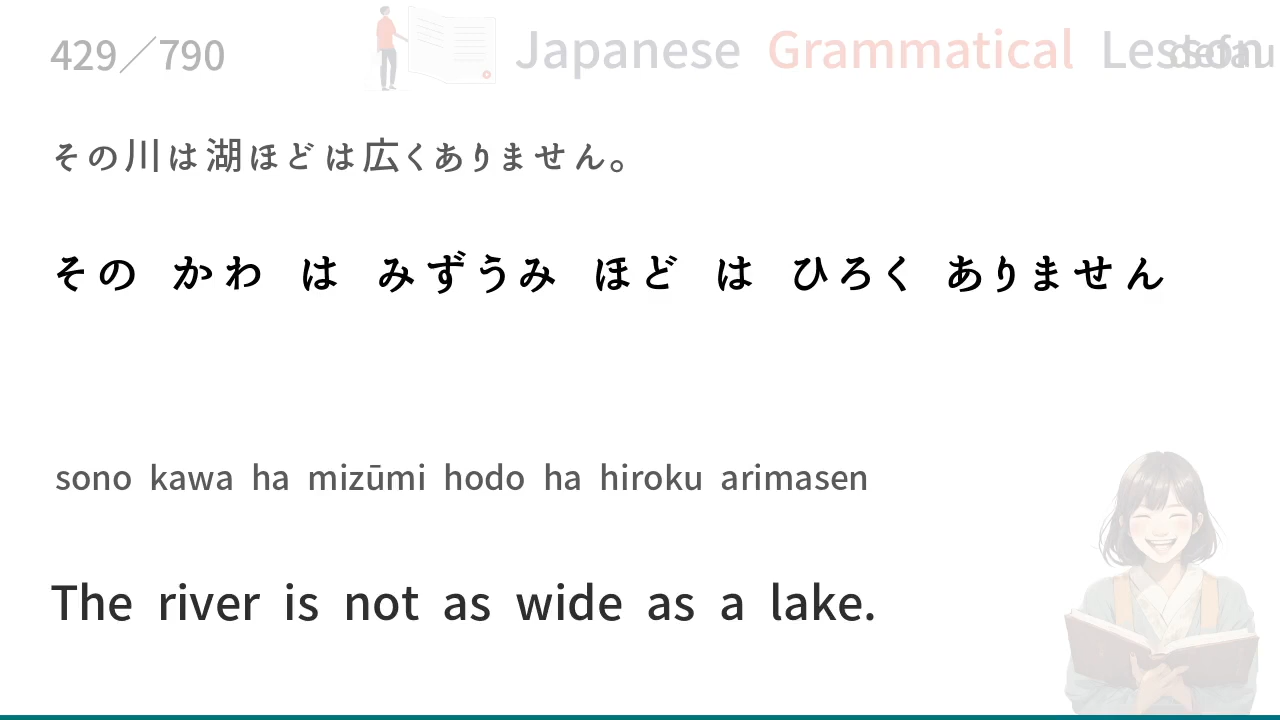 429／790
Japanese Grammatical Lesson
defau
その川は湖ほどは広くありません。
その かわ は みずうみ ほど は ひろく ありません
sono kawa ha mizūmi hodo ha hiroku arimasen
The river is not as wide as a lake.